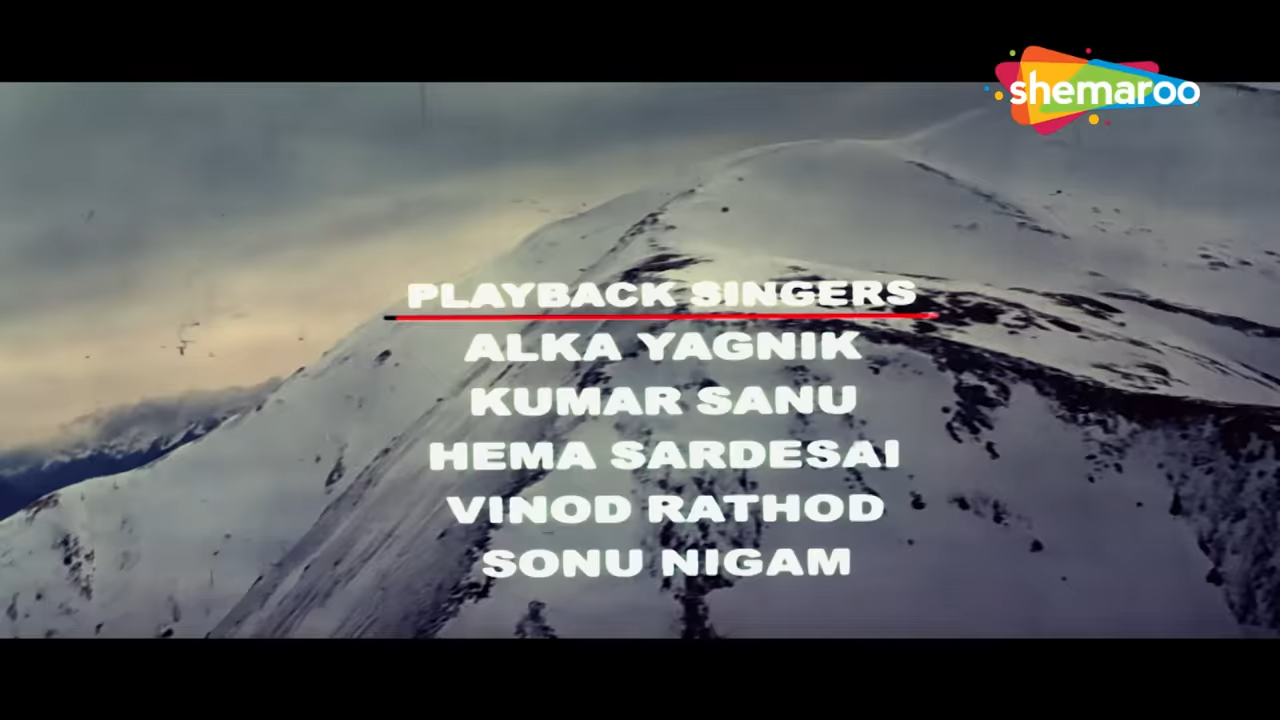 shemaroo
PLAYBACK SINGERS
ALKA YAGNIK
KUMAR SANU
HEMA SARDESAI
VINOD RATHOD
SONU NIGAM